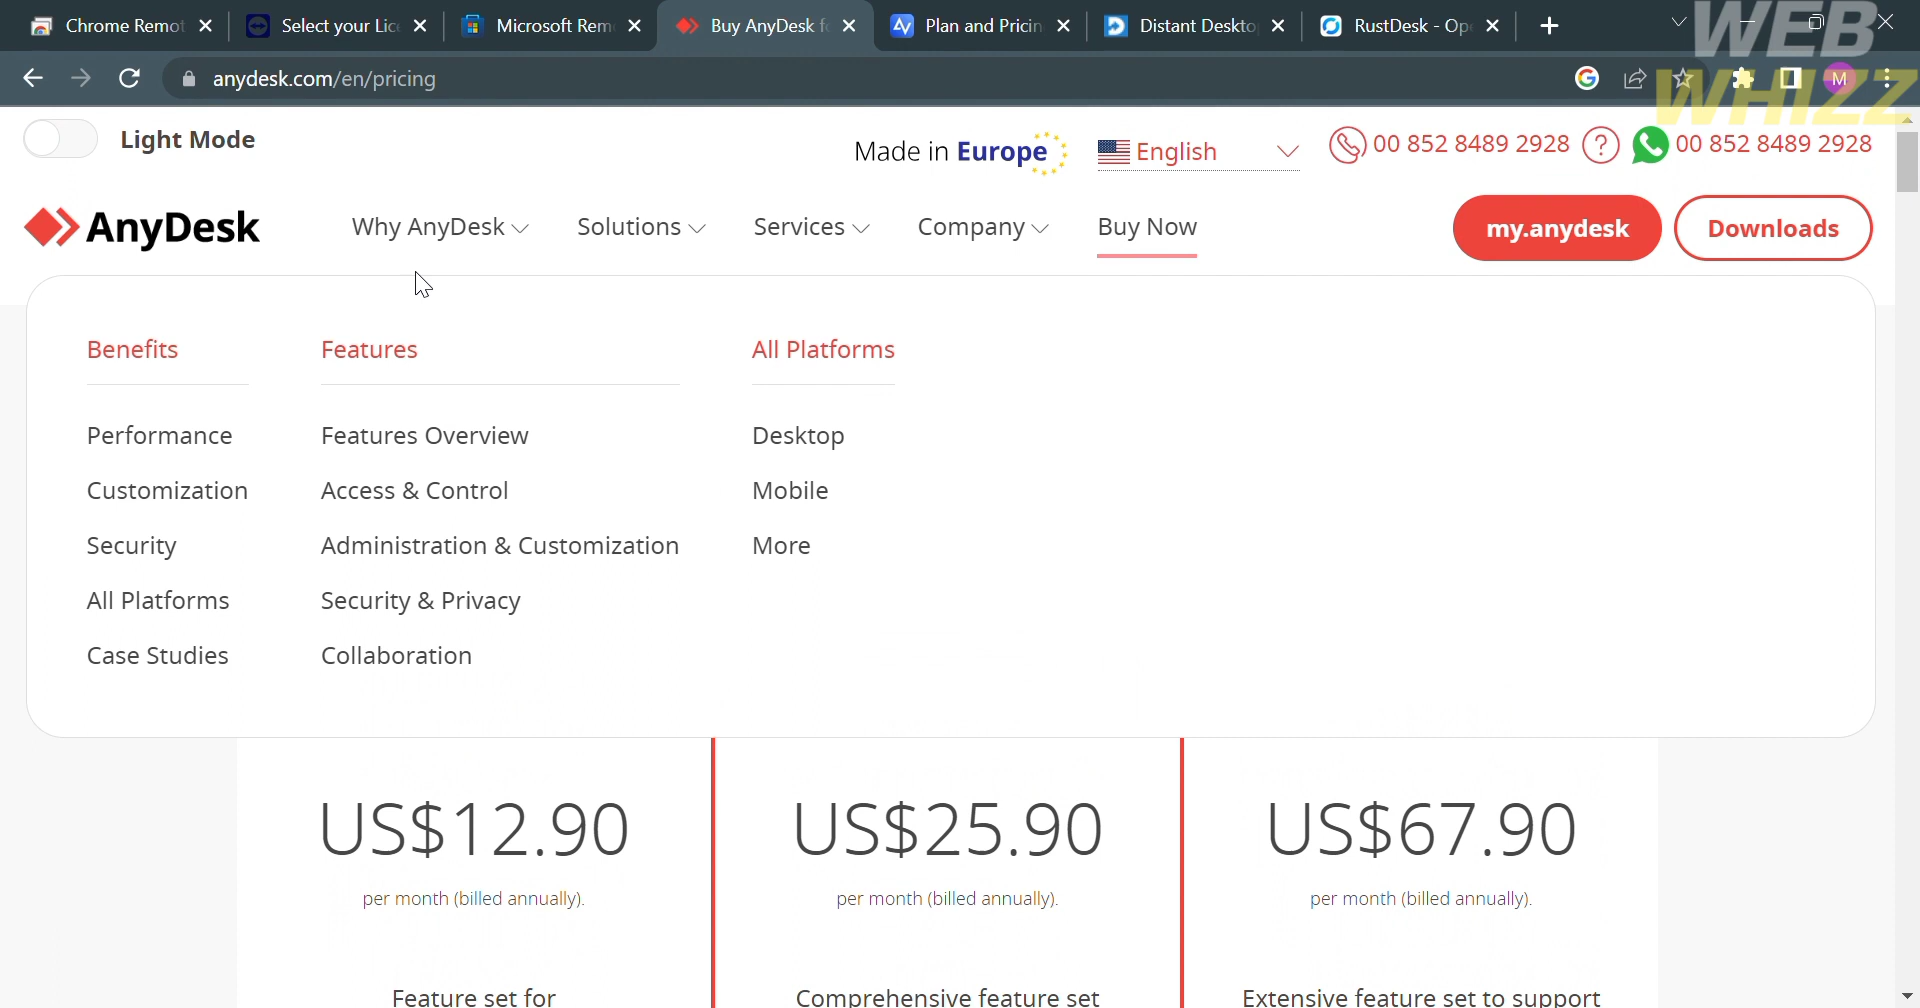 Chrome Remot
Select your Lic
Microsoft Rem
Buy AnyDesk f
Plan and Pricin
Distant Deskto
RustDesk - Op
WEB
WHIZZ
anydesk.com/en/pricing
M
Light Mode
Made in Europe
English
00 852 8489 2928
?
00 852 8489 2928
AnyDesk
Why AnyDesk
Solutions
Services
Company
Buy Now
my.anydesk
Downloads
Benefits
Features
All Platforms
Performance
Features Overview
Desktop
Customization
Access & Control
Mobile
Security
Administration & Customization
More
All Platforms
Security & Privacy
Case Studies
Collaboration
US$12.90
US$25.90
US$67.90
per month (billed annually).
per month (billed annually).
per month (billed annually).
Feature set for
Comprehensive feature set
Extensive feature set to support